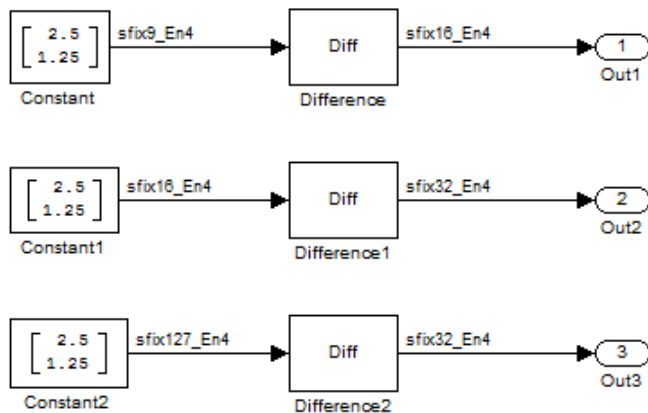 2.5 sfix9_En4 Diff sfix16_En4 1
1.25
Constant Difference Out1
2.5 sfix16_En4 Diff sfix32_En4 2
1.25
Constant1 Difference1 Out2
2.5 sfix127_En4 Diff sfix32_En4 3
1.25
Constant2 Difference2 Out3